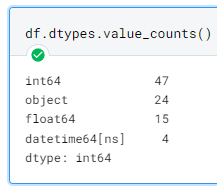 df.dtypes.value_counts()
int64 47
object 24
float64 15
datetime64[ns] 4
dtype: int64